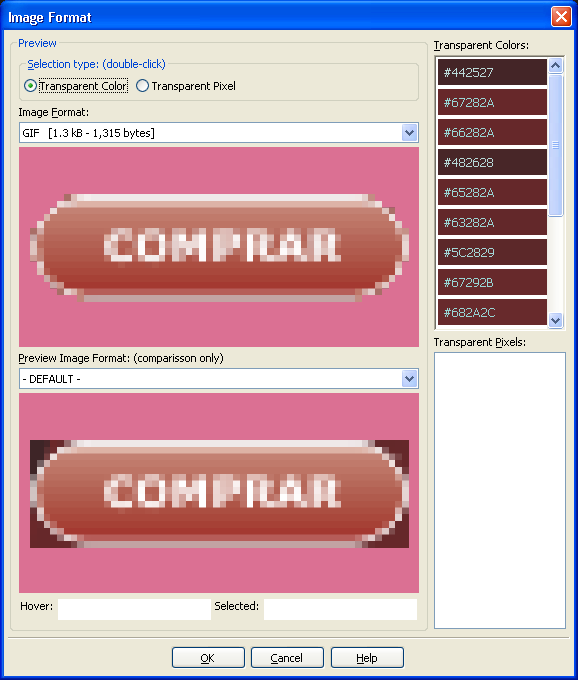 Image Format
Preview
Selection type: (double-click)
Transparent Color
Transparent Pixel
Image Format:
GIF [1.3 kB - 1,315 bytes]
COMPRAR
Preview Image Format: (comparisson only)
- DEFAULT -
COMPRAR
Hover:
Selected:
Transparent Colors:
#442527
#67282A
#66282A
#482628
#65282A
#63282A
#5C2829
#67292B
#682A2C
Transparent Pixels:
OK
Cancel
Help